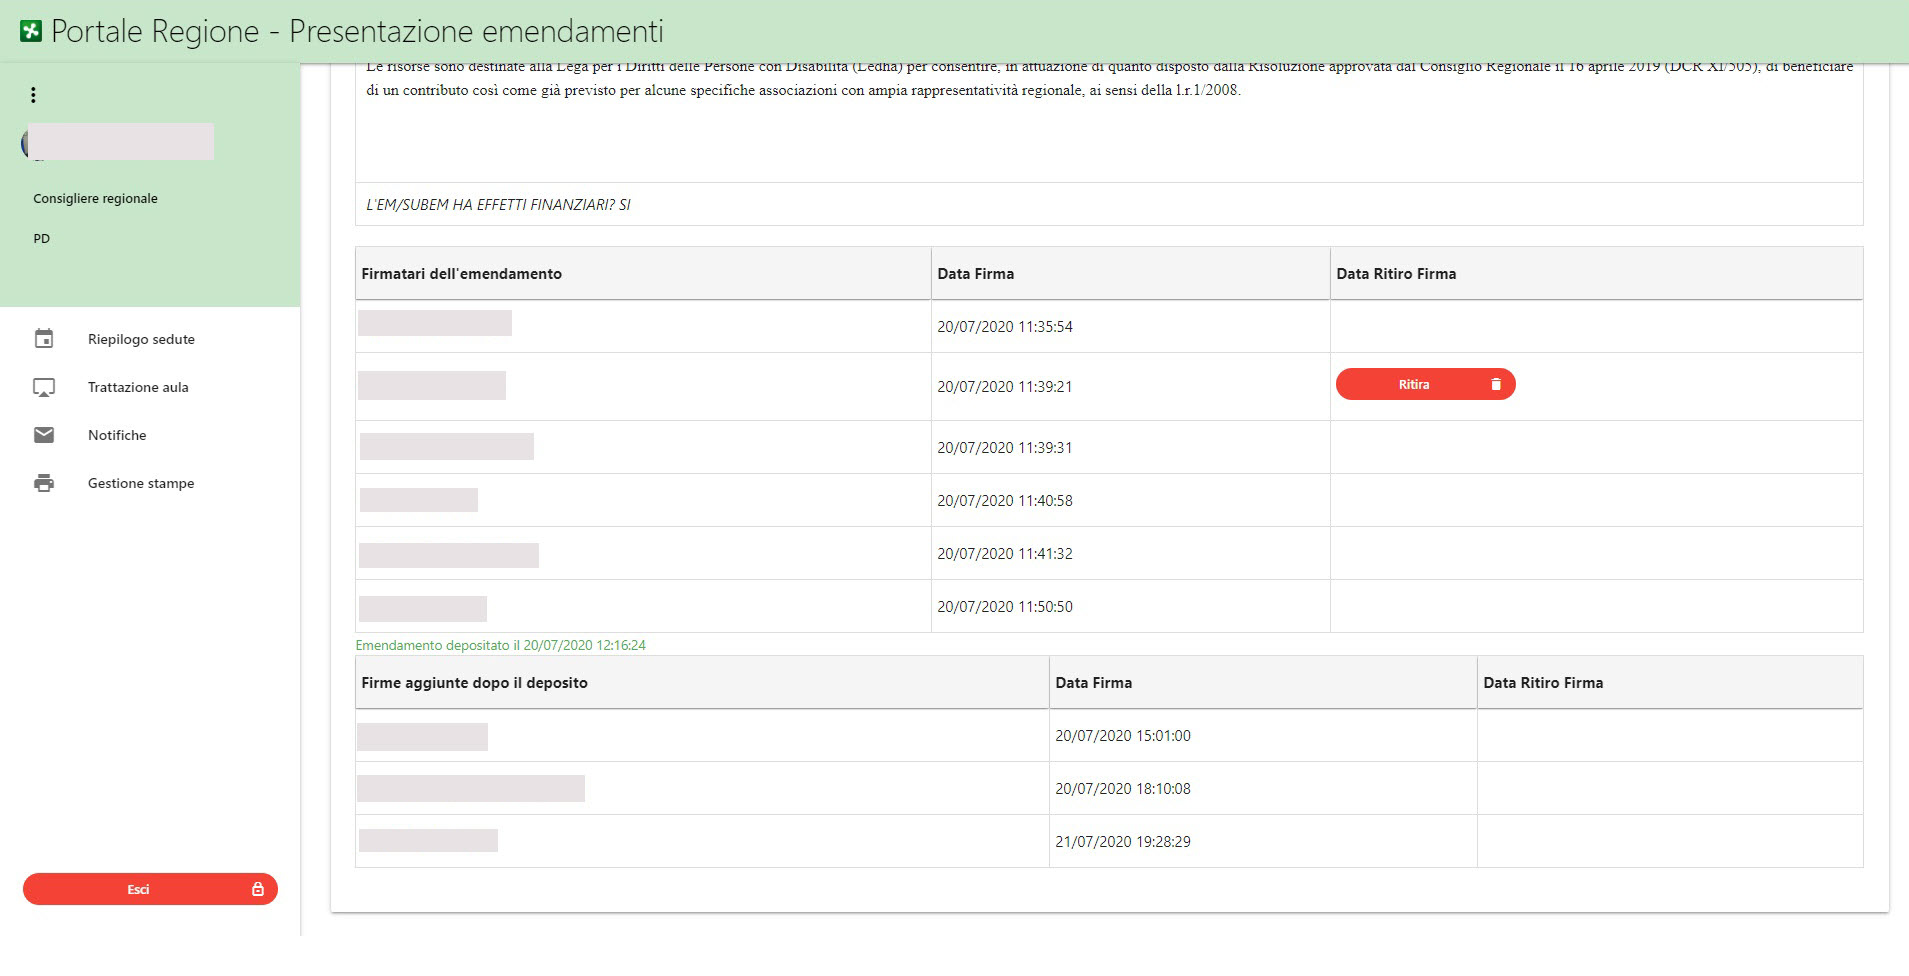 Portale Regione - Presentazione emendamenti
Consigliere regionale
PD
Riepilogo sedute
Trattazione aula
Notifiche
Gestione stampe
Esci
Le risorse sono destinate alla Lega per i Diritti delle Persone con Disabilità (Ledha) per consentire, in attuazione di quanto disposto dalla Risoluzione approvata dal Consiglio Regionale il 16 aprile 2019 (DCR XI/505), di beneficiare
di un contributo così come già previsto per alcune specifiche associazioni con ampia rappresentatività regionale, ai sensi della l.r.1/2008.
L'EM/SUBEM HA EFFETTI FINANZIARI? SI
Firmatari dell'emendamento Data Firma Data Ritiro Firma
20/07/2020 11:35:54
20/07/2020 11:39:21 Ritira
20/07/2020 11:39:31
20/07/2020 11:40:58
20/07/2020 11:41:32
20/07/2020 11:50:50
Emendamento depositato il 20/07/2020 12:16:24
Firme aggiunte dopo il deposito Data Firma Data Ritiro Firma
20/07/2020 15:01:00
20/07/2020 18:10:08
21/07/2020 19:28:29